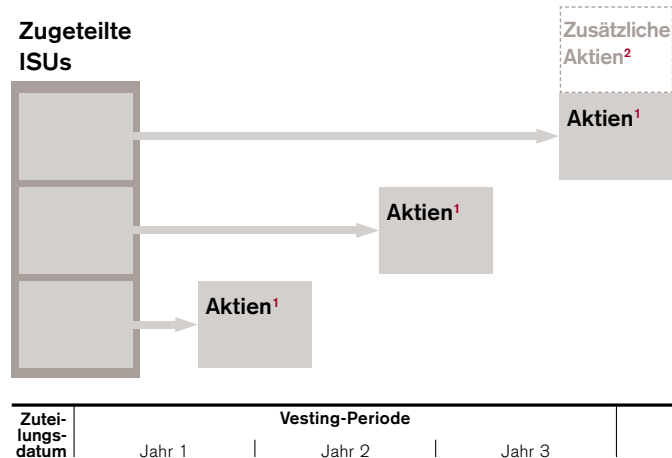 Zugeteilte
ISUs
Zusätzliche
Aktien²
Aktien¹
Aktien¹
Aktien¹
Zutei-
lungs-
datum
Vesting-Periode
Jahr 1 Jahr 2 Jahr 3